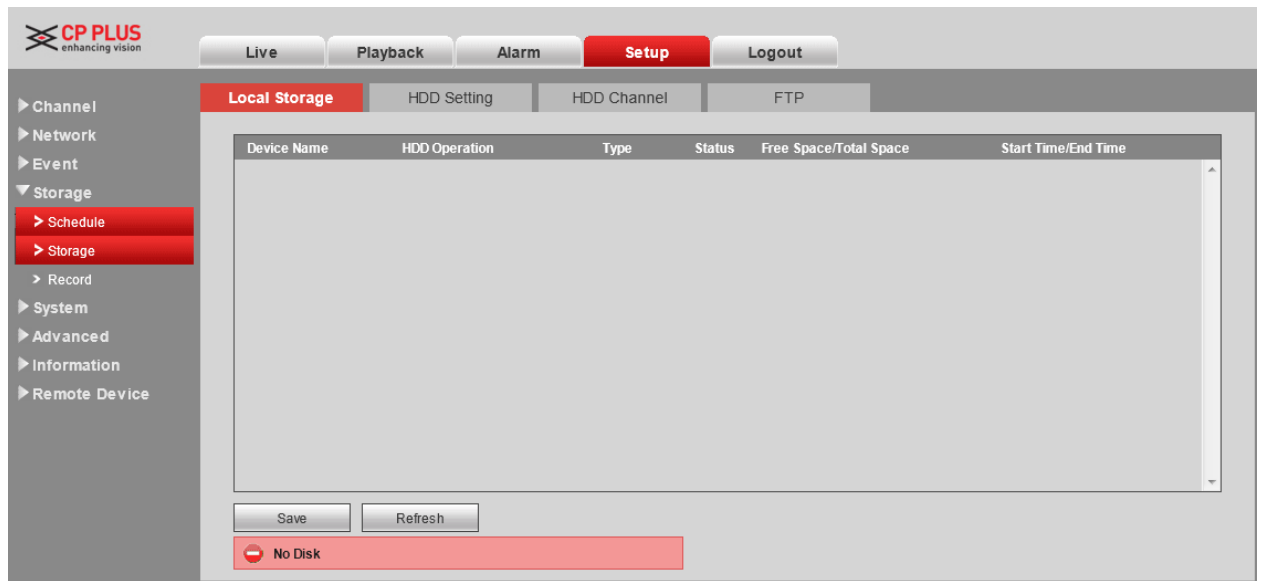 CP PLUS
enhancing vision
Live Playback Alarm Setup Logout
Channel
Network
Event
Storage
Schedule
Storage
Record
System
Advanced
Information
Remote Device
Local Storage HDD Setting HDD Channel FTP
Device Name HDD Operation Type Status Free Space/Total Space Start Time/End Time
Save Refresh
No Disk